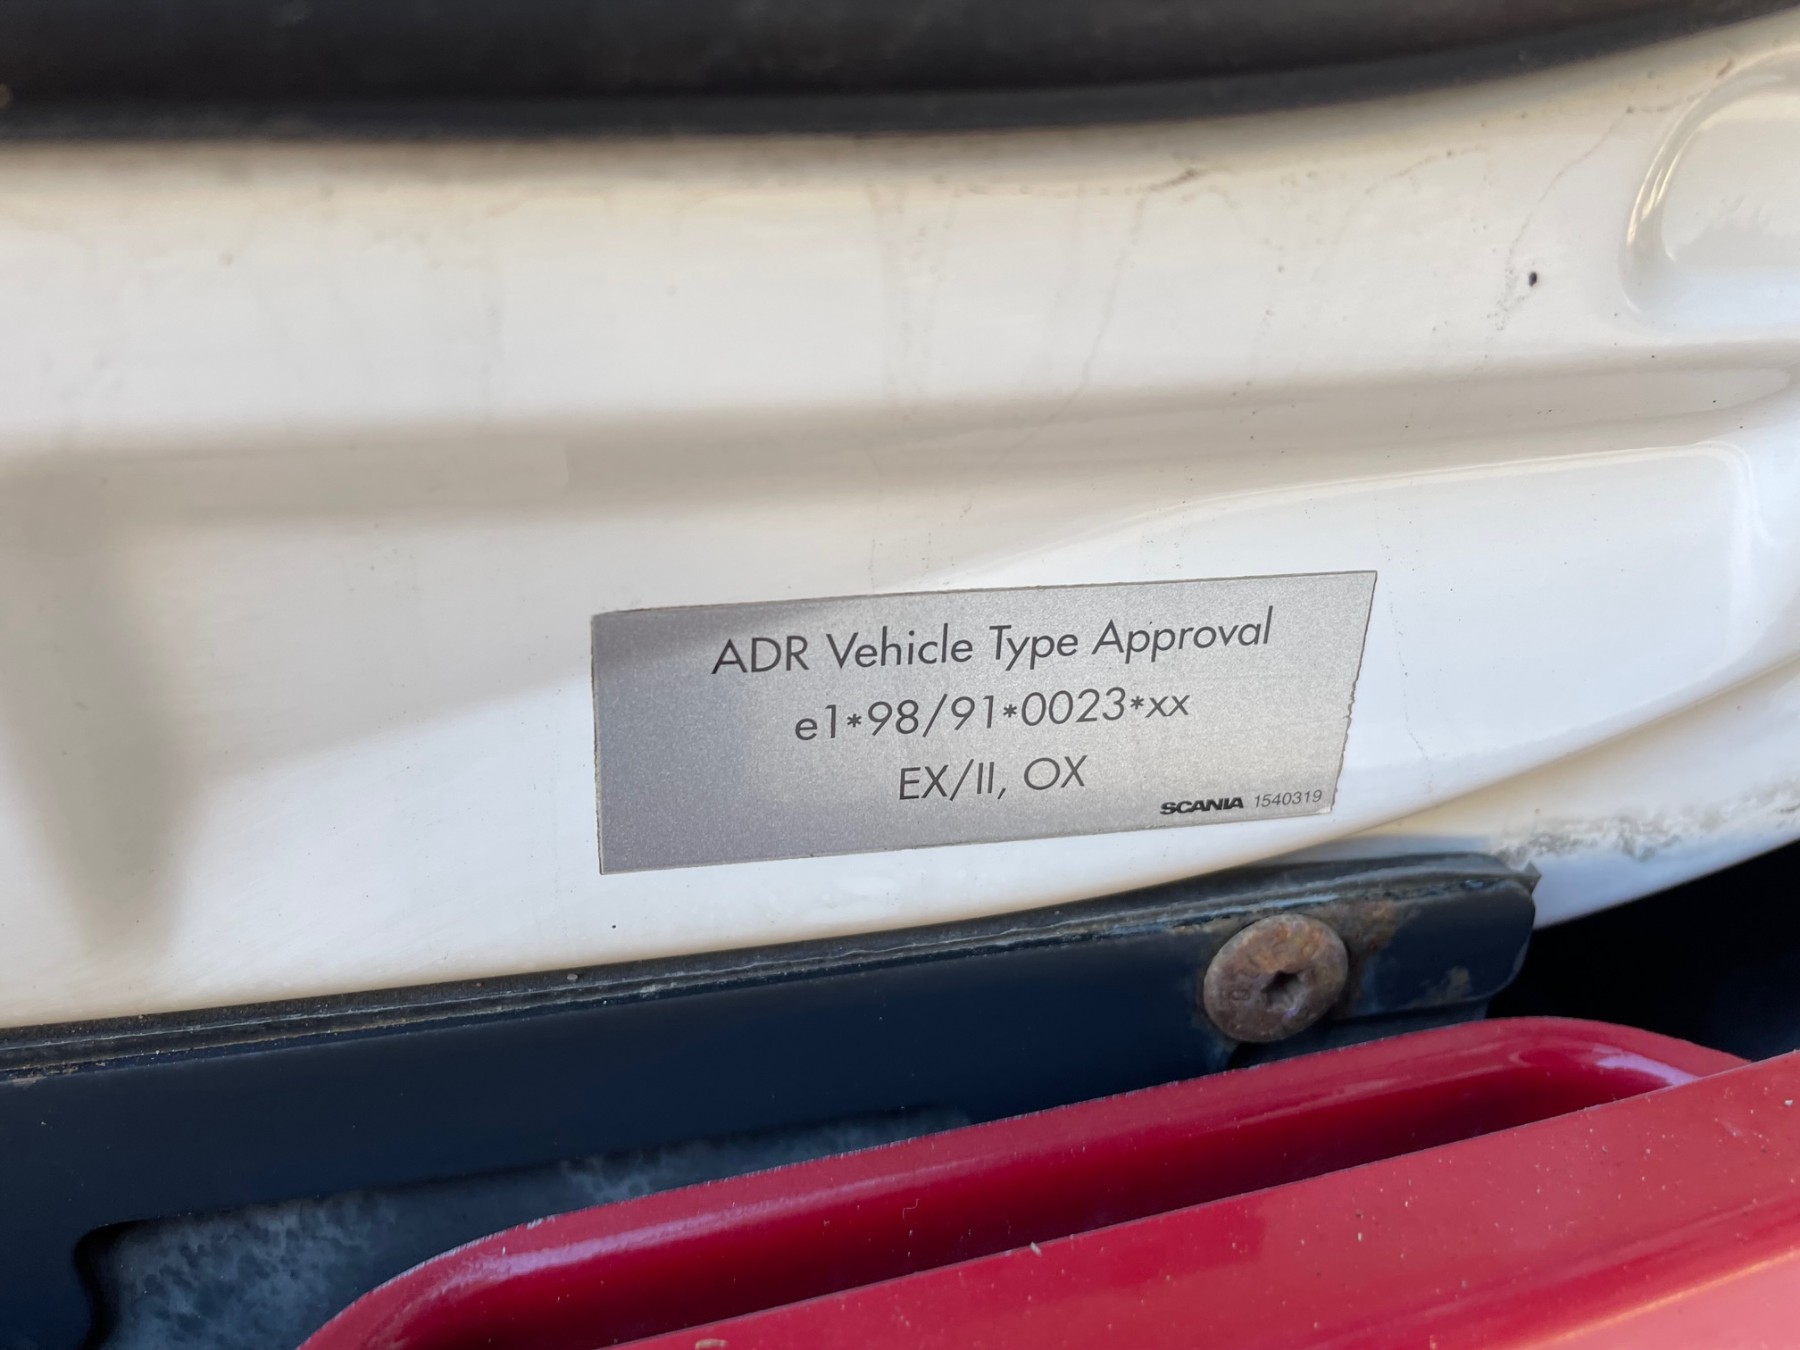 ADR Vehicle Type Approval
e1*98/91*0023*xx
EX/II, OX
SCANIA 1540319